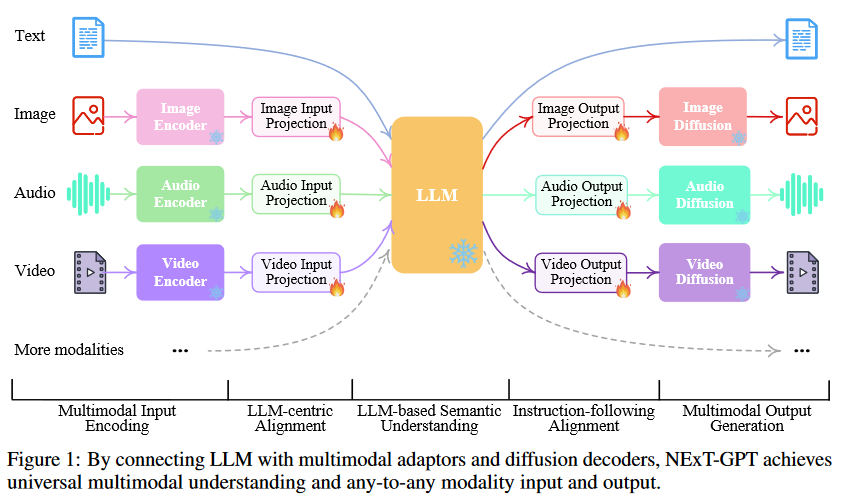 Text
Image
Image
Encoder
Image Input
Projection
LLM
Image Output
Projection
Image
Diffusion
Audio
Audio
Encoder
Audio Input
Projection
Audio Output
Projection
Audio
Diffusion
Video
Video
Encoder
Video Input
Projection
Video Output
Projection
Video
Diffusion
More modalities ...
...
Multimodal Input
Encoding
LLM-centric
Alignment
LLM-based Semantic
Understanding
Instruction-following
Alignment
Multimodal Output
Generation
Figure 1: By connecting LLM with multimodal adaptors and diffusion decoders, NExT-GPT achieves
universal multimodal understanding and any-to-any modality input and output.